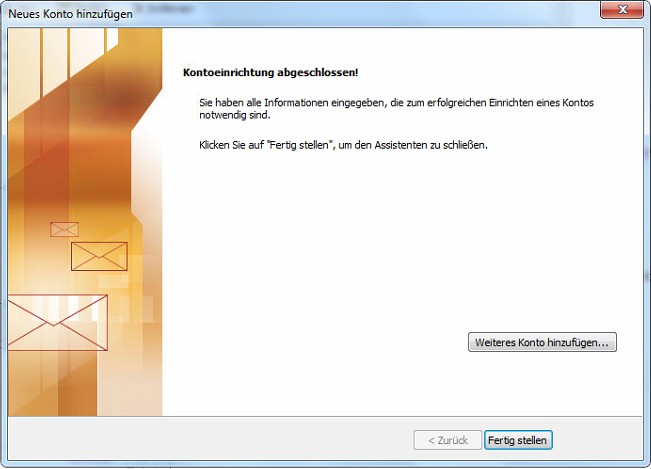 Neues Konto hinzufügen
Kontoeinrichtung abgeschlossen!
Sie haben alle Informationen eingegeben, die zum erfolgreichen Einrichten eines Kontos
notwendig sind.
Klicken Sie auf "Fertig stellen", um den Assistenten zu schließen.
Weiteres Konto hinzufügen...
< Zurück
Fertig stellen